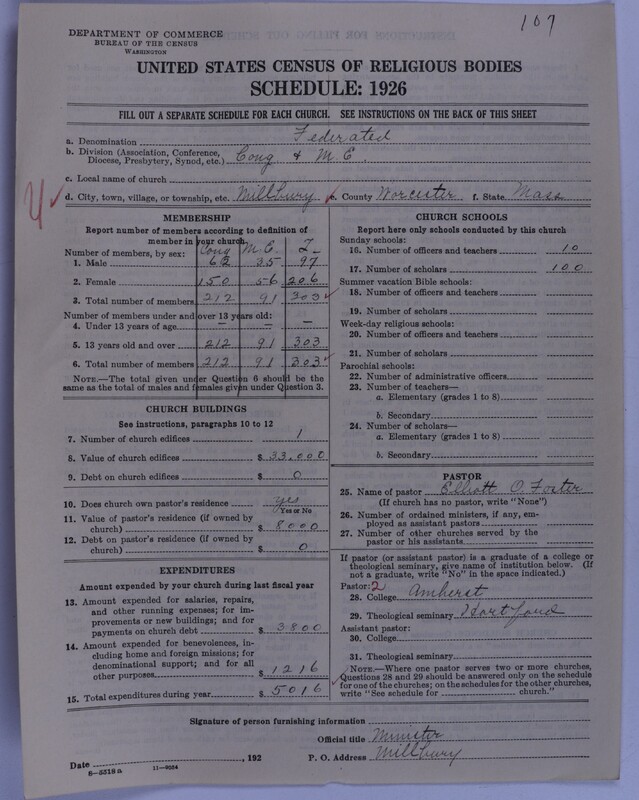 107
DEPARTMENT OF COMMERCE
BUREAU OF THE CENSUS
WASHINGTON
UNITED STATES CENSUS OF RELIGIOUS BODIES
SCHEDULE: 1926
FILL OUT A SEPARATE SCHEDULE FOR EACH CHURCH. SEE INSTRUCTIONS ON THE BACK OF THIS SHEET
a. Denomination Federated
b. Division (Association, Conference,
Diocese, Presbytery, Synod, etc.) Cong & M E.
c. Local name of church
d. City, town, village, or township, etc. Millbury e. County Worcester f. State Mass
MEMBERSHIP
Report number of members according to definition of
member in your church.
Number of members, by sex: Cong M. E.
1. Male 62 35 97
2. Female 150 56 206
3. Total number of members 212 91 303
Number of members under and over 13 years old:
4. Under 13 years of age — — —
5. 13 years old and over 212 91 303
6. Total number of members 212 91 303
NOTE.—The total given under Question 6 should be the
same as the total of males and females given under Question 3.
CHURCH BUILDINGS
See instructions, paragraphs 10 to 12
7. Number of church edifices 1
8. Value of church edifices $ 33.000
9. Debt on church edifices $ 0
10. Does church own pastor's residence yes
Yes or No
11. Value of pastor's residence (if owned by
church) $ 8000
12. Debt on pastor's residence (if owned by
church) $ 0
EXPENDITURES
Amount expended by your church during last fiscal year
13. Amount expended for salaries, repairs,
and other running expenses; for im-
provements or new buildings; and for
payments on church debt $ 3800
14. Amount expended for benevolences, in-
cluding home and foreign missions; for
denominational support; and for all
other purposes $ 1216
15. Total expenditures during year $ 5016
CHURCH SCHOOLS
Report here only schools conducted by this church
Sunday schools:
16. Number of officers and teachers 10
17. Number of scholars 100
Summer vacation Bible schools:
18. Number of officers and teachers
19. Number of scholars
Week-day religious schools:
20. Number of officers and teachers
21. Number of scholars
Parochial schools:
22. Number of administrative officers
23. Number of teachers—
a. Elementary (grades 1 to 8)
b. Secondary
24. Number of scholars—
a. Elementary (grades 1 to 8)
b. Secondary
PASTOR
25. Name of pastor Elliott O. Foster
(If church has no pastor, write "None")
26. Number of ordained ministers, if any, em-
ployed as assistant pastors
27. Number of other churches served by the
pastor or his assistants
If pastor (or assistant pastor) is a graduate of a college or
theological seminary, give name of institution below. (If
not a graduate, write "No" in the space indicated.)
Pastor: 2
28. College Amherst
29. Theological seminary Hartford
Assistant pastor:
30. College
31. Theological seminary
NOTE.—Where one pastor serves two or more churches,
Questions 28 and 29 should be answered only on the schedule
for one of the churches; on the schedules for the other churches,
write "See schedule for church."
Signature of person furnishing information
Official title Minister
Date , 192 P. O. Address Millbury
8-5318a 11-9034